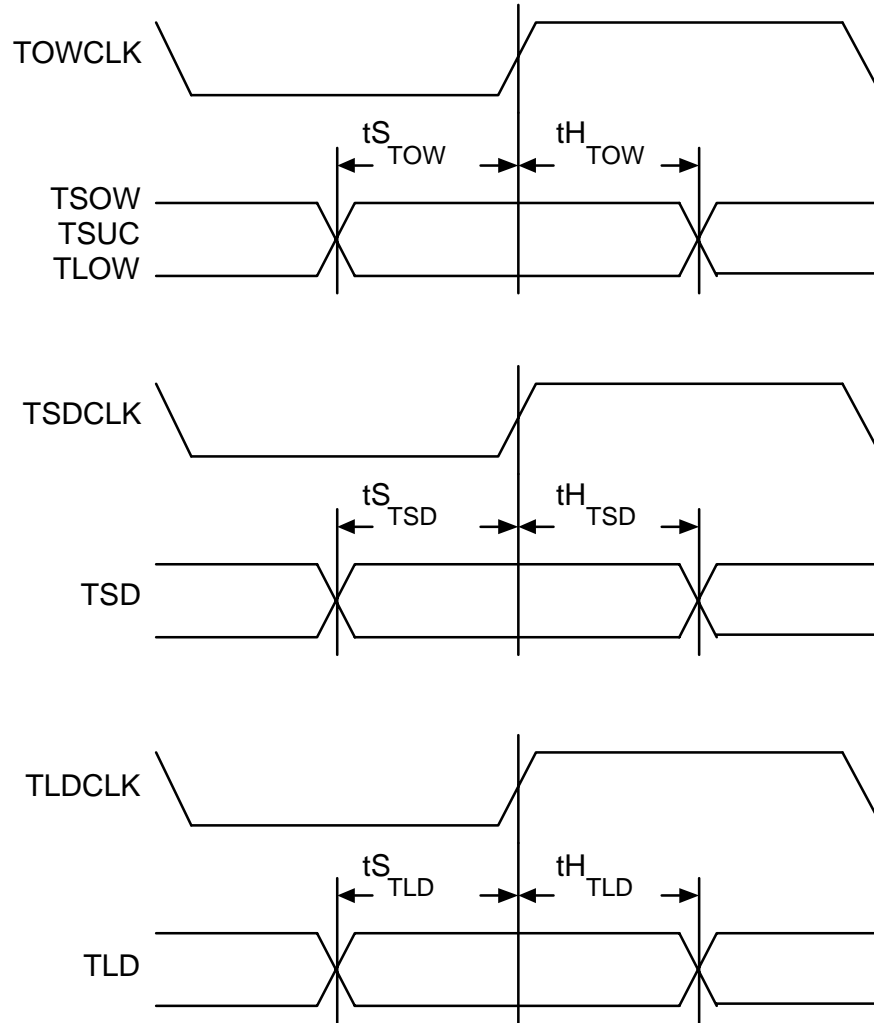 TOWCLK
tS TOW tH TOW
TSOW
TSUC
TLOW
TSDCLK
tS TSD tH TSD
TSD
TLDCLK
tS TLD tH TLD
TLD